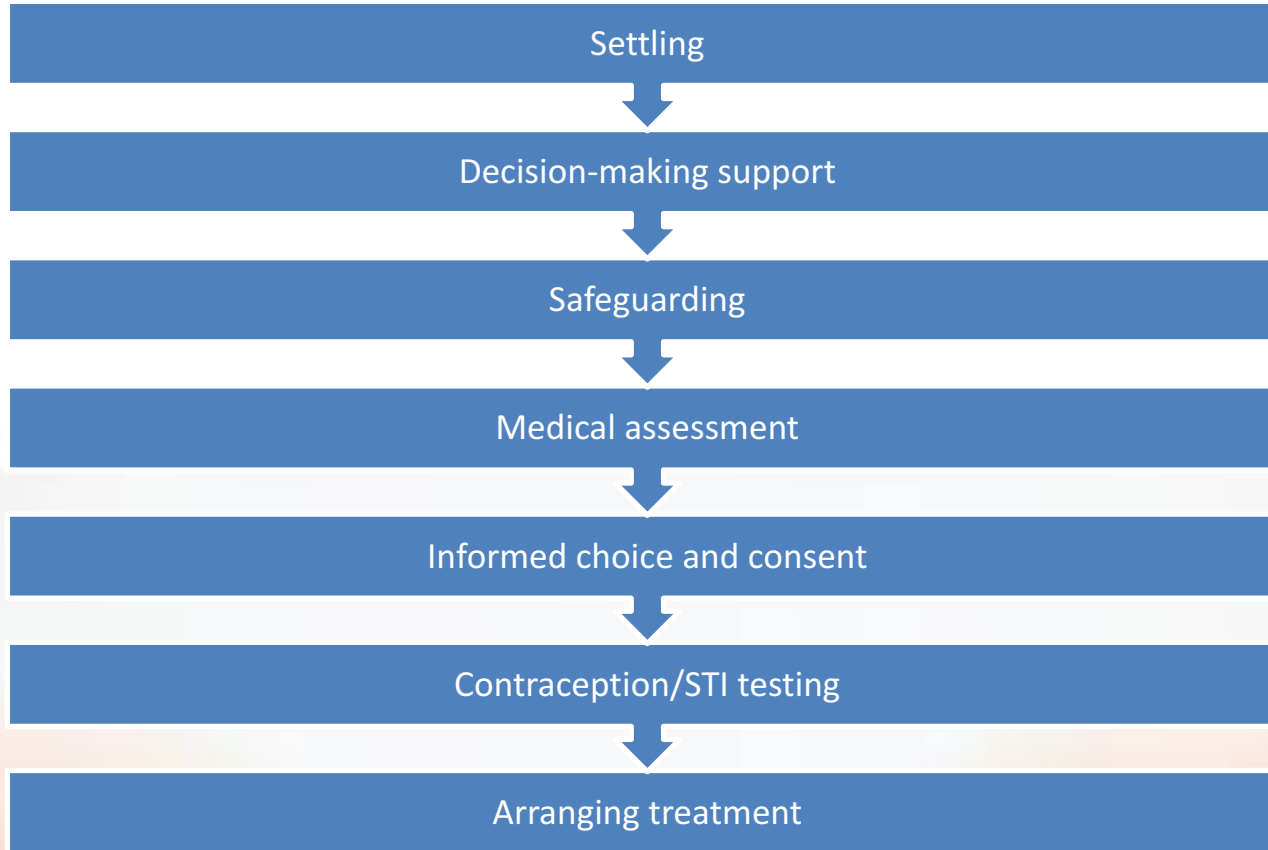 Settling
Decision-making support
Safeguarding
Medical assessment
Informed choice and consent
Contraception/STI testing
Arranging treatment